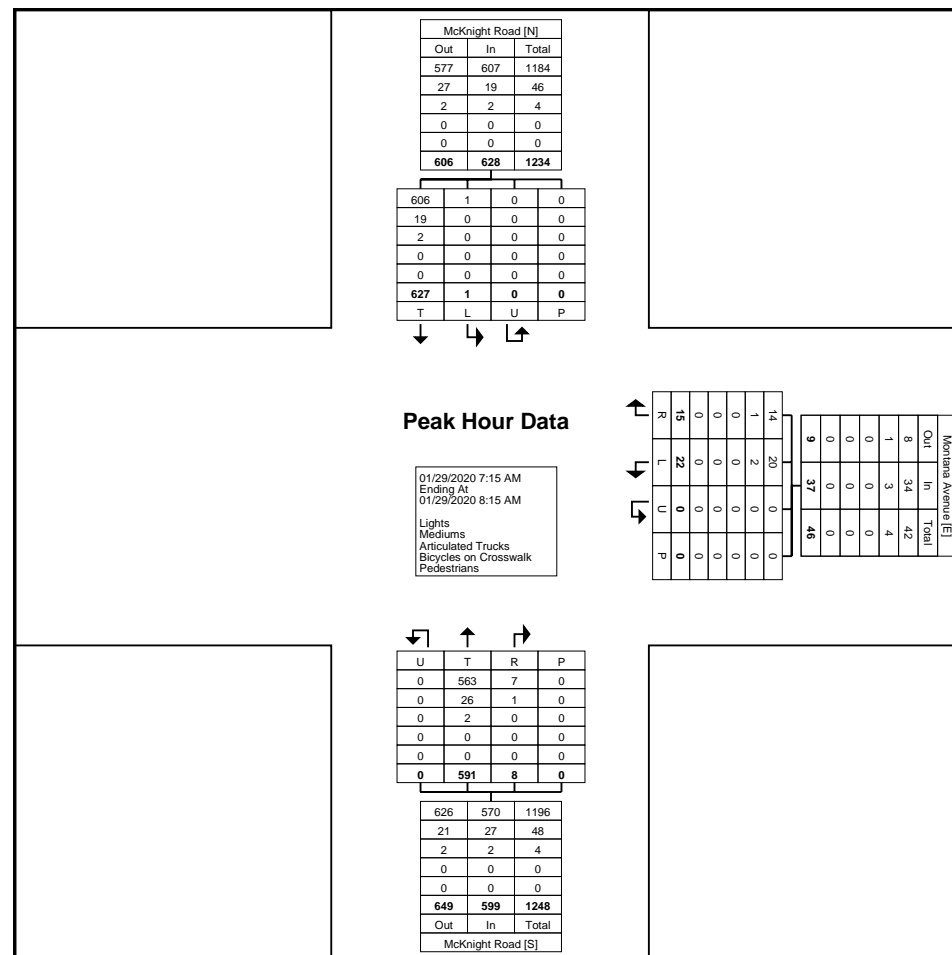 McKnight Road [N]
Out In Total
577 607 1184
27 19 46
2 2 4
0 0 0
0 0 0
606 628 1234
606 1 0 0
19 0 0 0
2 0 0 0
0 0 0 0
0 0 0 0
627 1 0 0
T L U P
Peak Hour Data
01/29/2020 7:15 AM
Ending At
01/29/2020 8:15 AM
Lights
Mediums
Articulated Trucks
Bicycles on Crosswalk
Pedestrians
Montana Avenue [E]
Out In Total
8 34 42
1 3 4
0 0 0
0 0 0
0 0 0
9 37 46
14 20 0 0
1 2 0 0
0 0 0 0
0 0 0 0
0 0 0 0
15 22 0 0
R L U P
U T R P
0 563 7 0
0 26 1 0
0 2 0 0
0 0 0 0
0 0 0 0
0 591 8 0
626 570 1196
21 27 48
2 2 4
0 0 0
0 0 0
649 599 1248
Out In Total
McKnight Road [S]